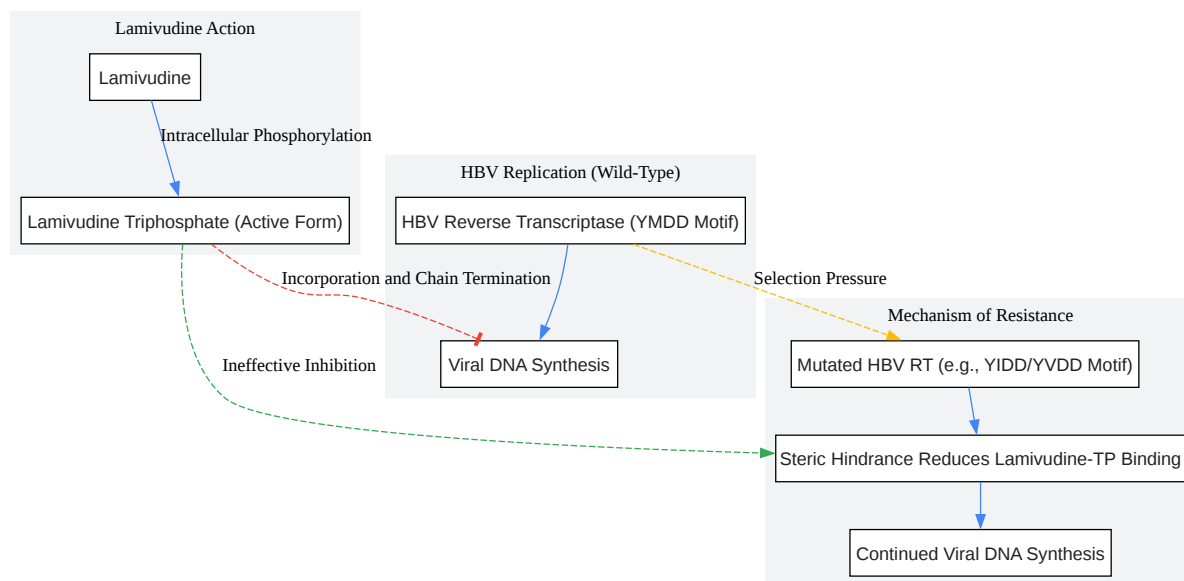 Lamivudine Action
Lamivudine
Intracellular Phosphorylation
HBV Replication (Wild-Type)
Lamivudine Triphosphate (Active Form)
HBV Reverse Transcriptase (YMDD Motif)
Incorporation and Chain Termination
Selection Pressure
Mechanism of Resistance
Ineffective Inhibition
Viral DNA Synthesis
Mutated HBV RT (e.g., YIDD/YVDD Motif)
Steric Hindrance Reduces Lamivudine-TP Binding
Continued Viral DNA Synthesis